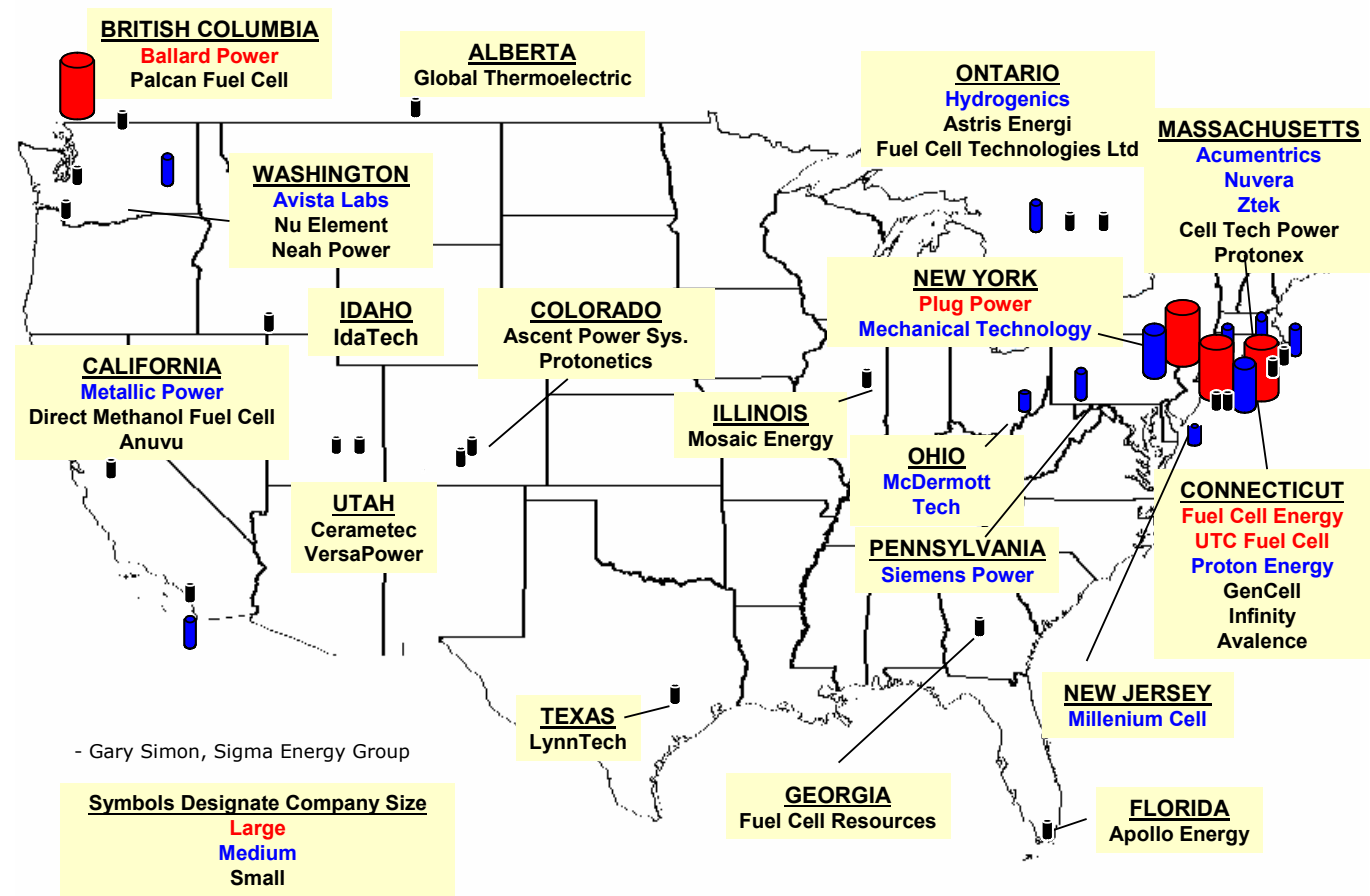 BRITISH COLUMBIA
Ballard Power
Palcan Fuel Cell
ALBERTA
Global Thermoelectric
ONTARIO
Hydrogenics
Astris Energi
Fuel Cell Technologies Ltd
MASSACHUSETTS
Acumentrics
Nuvera
Ztek
Cell Tech Power
Protonex
WASHINGTON
Avista Labs
Nu Element
Neah Power
NEW YORK
Plug Power
Mechanical Technology
IDAHO
IdaTech
COLORADO
Ascent Power Sys.
Protonetics
CALIFORNIA
Metallic Power
Direct Methanol Fuel Cell
Anuvu
ILLINOIS
Mosaic Energy
OHIO
McDermott
Tech
UTAH
Cerametec
VersaPower
PENNSYLVANIA
Siemens Power
CONNECTICUT
Fuel Cell Energy
UTC Fuel Cell
Proton Energy
GenCell
Infinity
Avalence
NEW JERSEY
Millenium Cell
TEXAS
LynnTech
GEORGIA
Fuel Cell Resources
FLORIDA
Apollo Energy
- Gary Simon, Sigma Energy Group
Symbols Designate Company Size
Large
Medium
Small